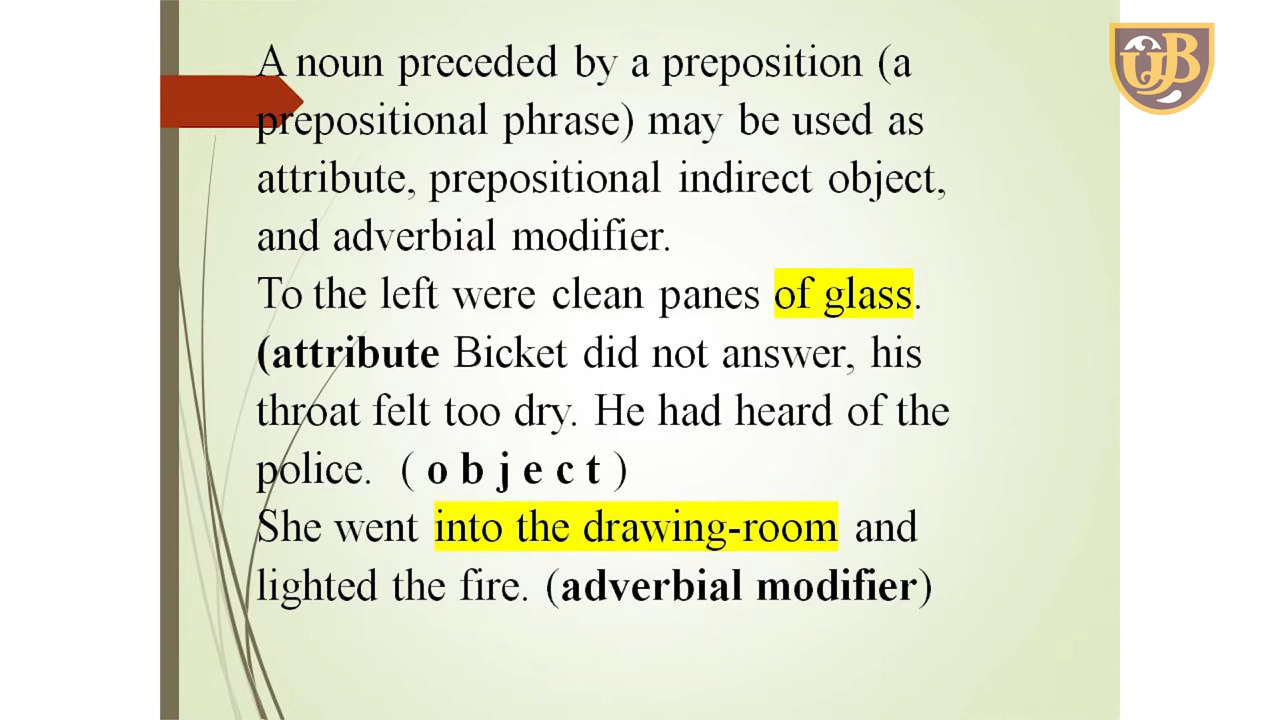 A noun preceded by a preposition (a
prepositional phrase) may be used as
attribute, prepositional indirect object,
and adverbial modifier.
To the left were clean panes of glass.
(attribute Bicket did not answer, his
throat felt too dry. He had heard of the
police. ( o b j e c t )
She went into the drawing-room and
lighted the fire. (adverbial modifier)